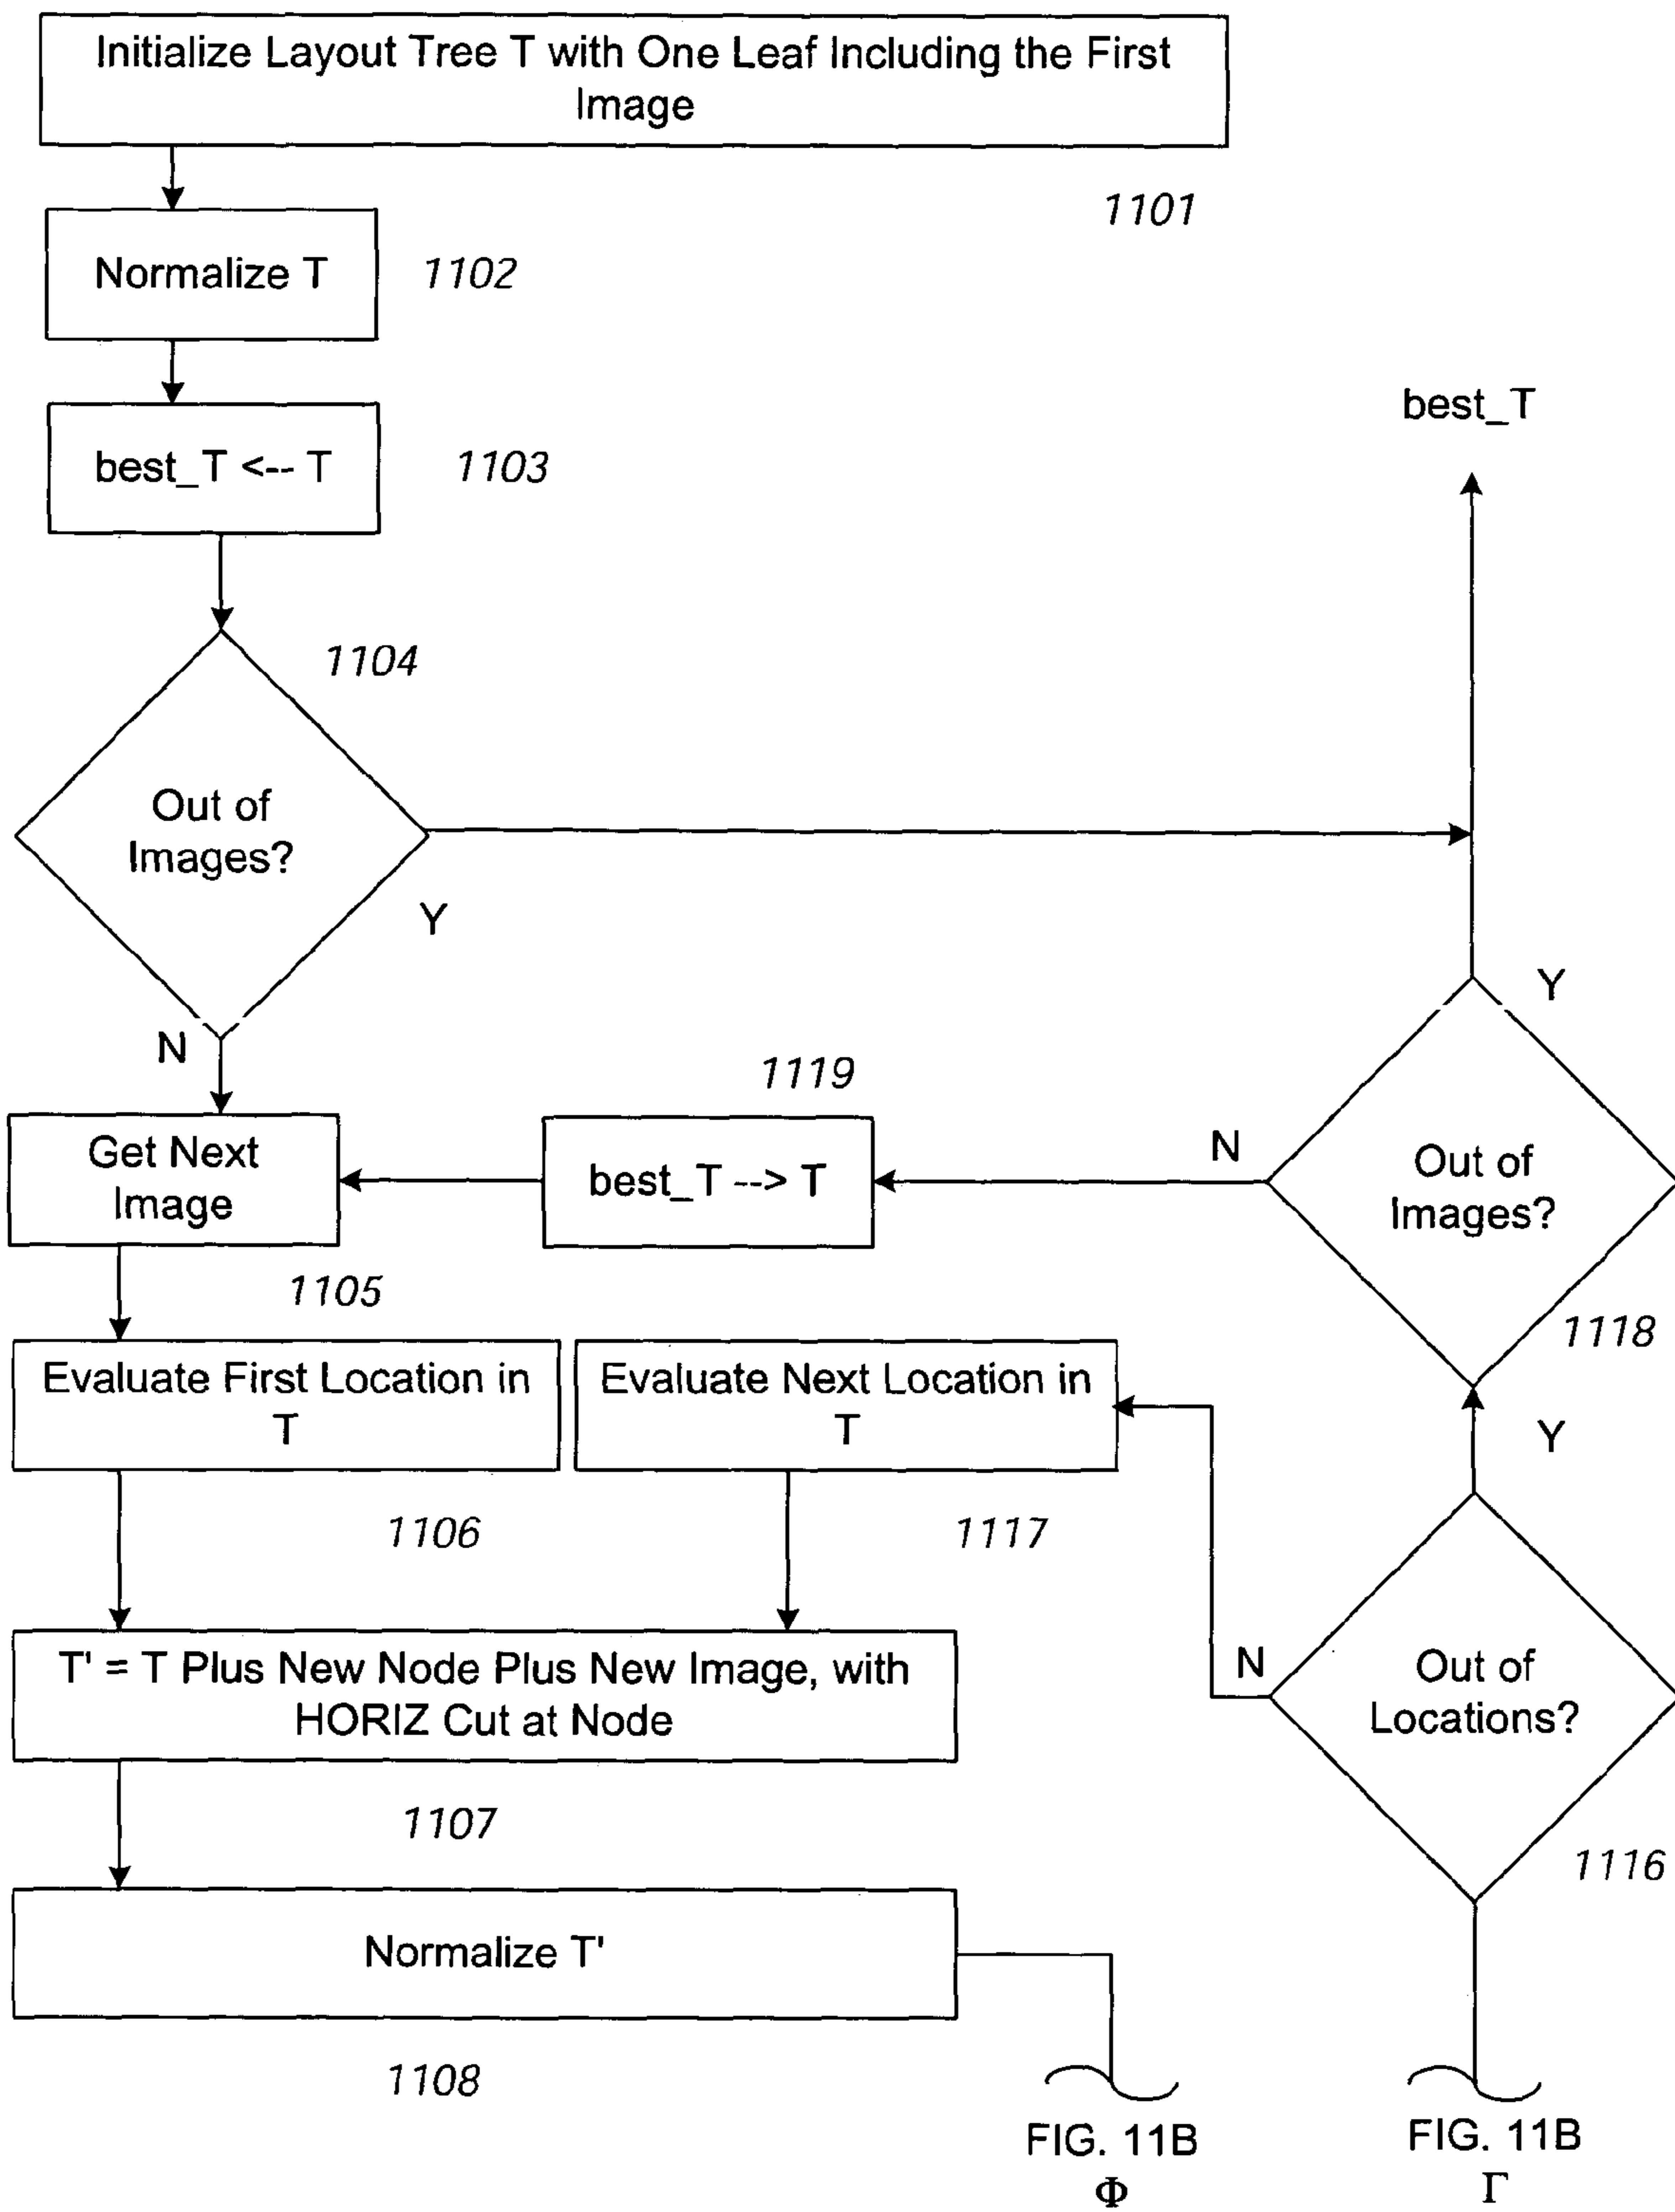 Initialize Layout Tree T with One Leaf Including the First
Image
1101
Normalize T
1102
best_T <-- T
1103
best_T
1104
Out of
Images?
Y
N
Y
1119
Get Next
Image
best_T --> T
N
Out of
Images?
1105
1118
Evaluate First Location in
T
Evaluate Next Location in
T
Y
1106
1117
T' = T Plus New Node Plus New Image, with
HORIZ Cut at Node
N
Out of
Locations?
1107
1116
Normalize T'
1108
FIG. 11B
Φ
FIG. 11B
Γ